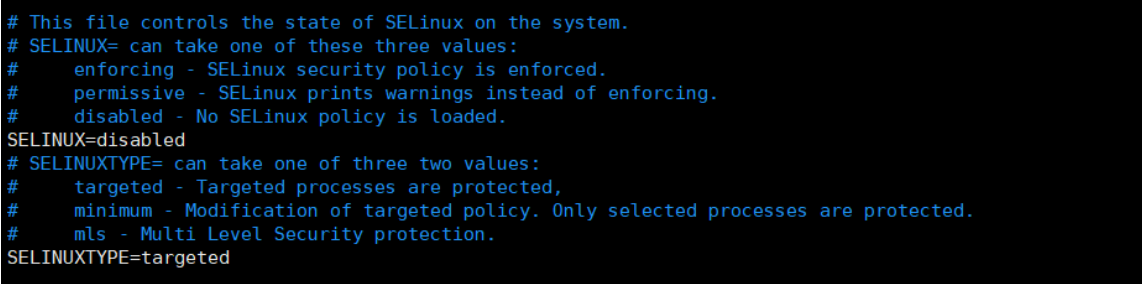 # This file controls the state of SELinux on the system.
# SELINUX= can take one of these three values:
#     enforcing - SELinux security policy is enforced.
#     permissive - SELinux prints warnings instead of enforcing.
#     disabled - No SELinux policy is loaded.
SELINUX=disabled
# SELINUXTYPE= can take one of three two values:
#     targeted - Targeted processes are protected,
#     minimum - Modification of targeted policy. Only selected processes are protected.
#     mls - Multi Level Security protection.
SELINUXTYPE=targeted